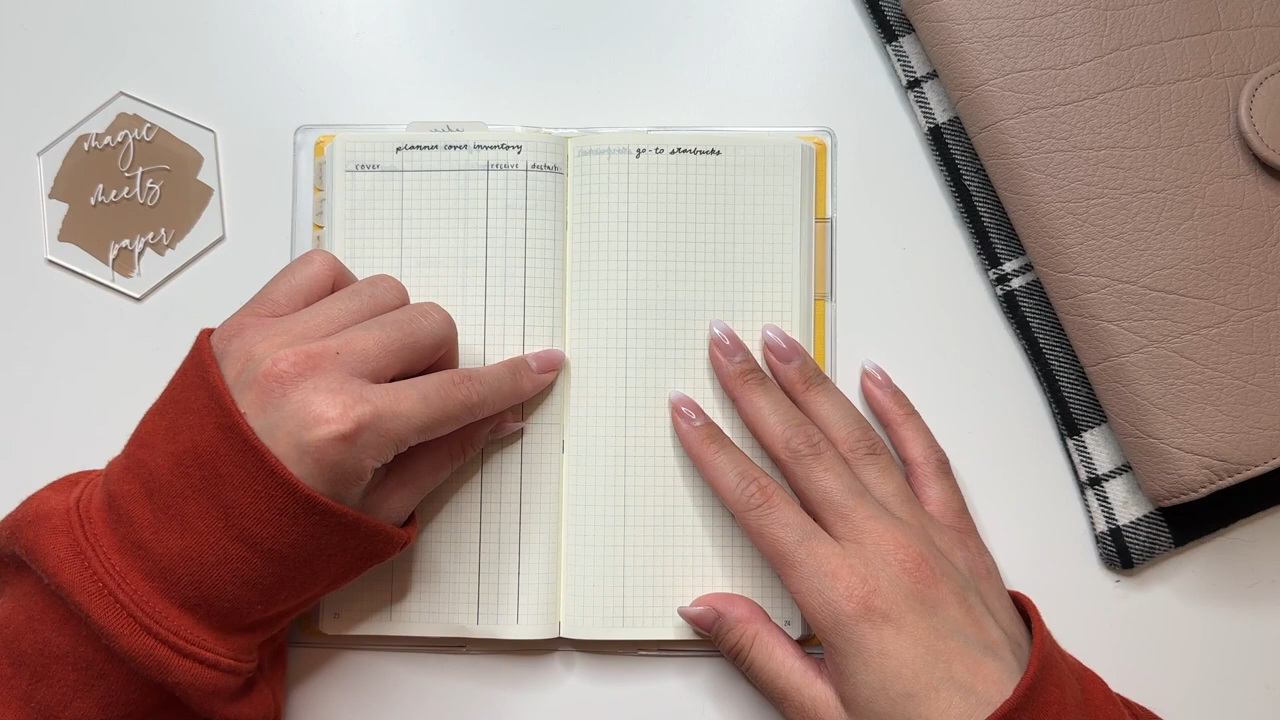 magic
meets
paper
planner cover inventory
cover receive destash
go-to starbucks
23
24